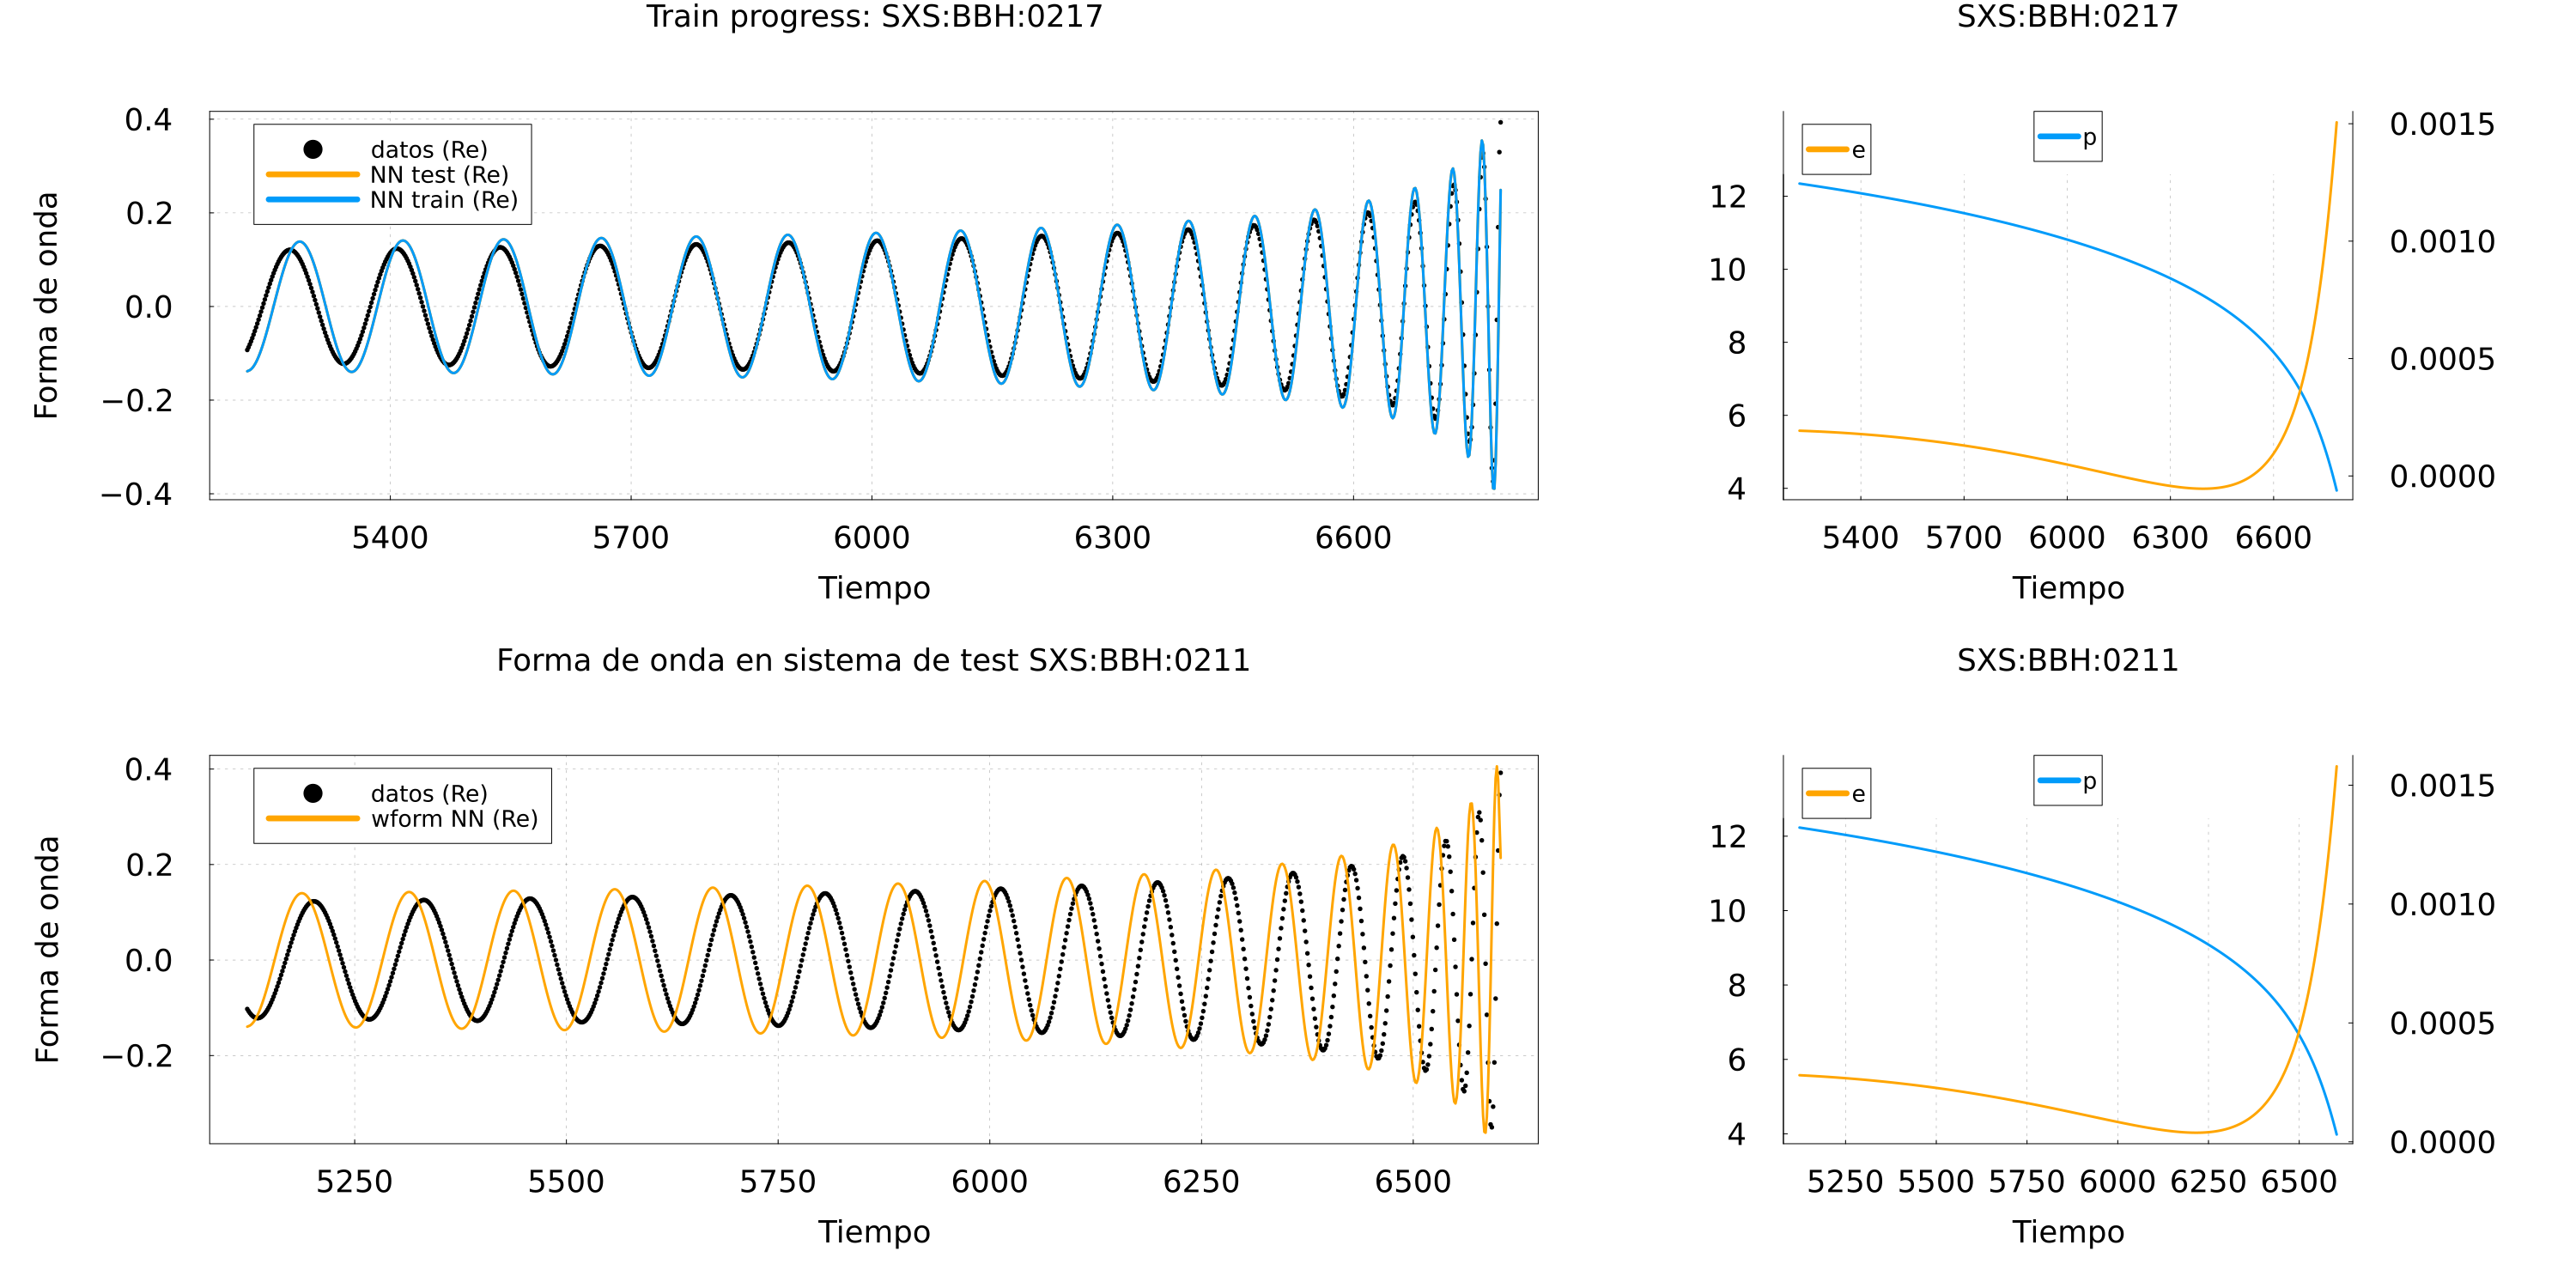 Train progress: SXS:BBH:0217
0.4
0.2
0.0
−0.2
−0.4
Forma de onda
datos (Re)
NN test (Re)
NN train (Re)
5400 5700 6000 6300 6600
Tiempo
SXS:BBH:0217
e
p
12
10
8
6
4
0.0015
0.0010
0.0005
0.0000
5400 5700 6000 6300 6600
Tiempo
Forma de onda en sistema de test SXS:BBH:0211
0.4
0.2
0.0
−0.2
Forma de onda
datos (Re)
wform NN (Re)
5250 5500 5750 6000 6250 6500
Tiempo
SXS:BBH:0211
e
p
12
10
8
6
4
0.0015
0.0010
0.0005
0.0000
5250 5500 5750 6000 6250 6500
Tiempo